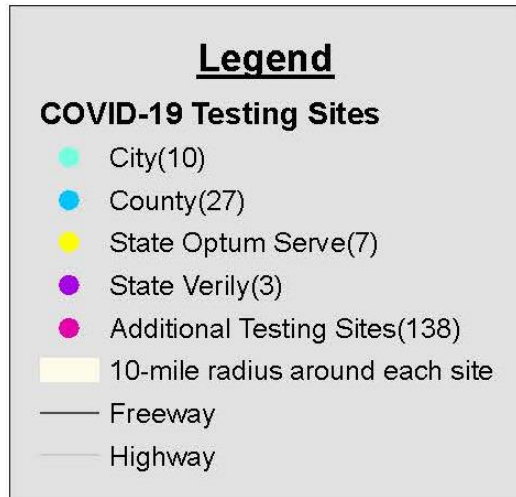 Legend
COVID-19 Testing Sites
City(10)
County(27)
State Optum Serve(7)
State Verily(3)
Additional Testing Sites(138)
10-mile radius around each site
Freeway
Highway